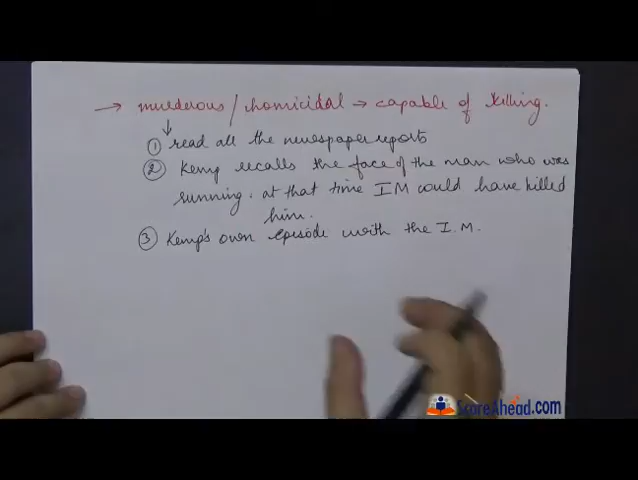 → murderous / homicidal → capable of killing.
↓
① read all the newspaper reports
② Kemp recalls the face of the man who was
running. at that time IM could have killed
him.
③ Kemp's own episode with the I.M.
ScoreAhead.com